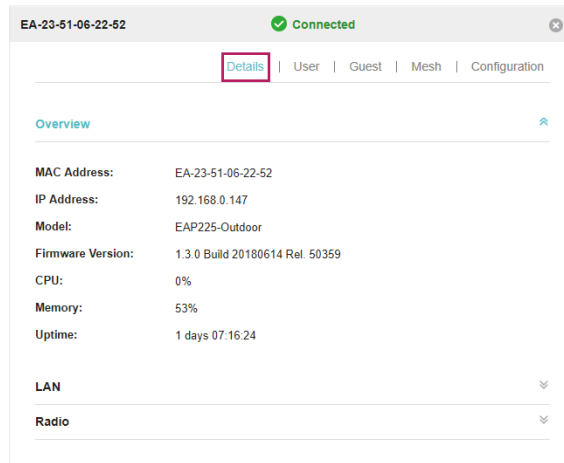 EA-23-51-06-22-52 Connected
Details | User | Guest | Mesh | Configuration
Overview
MAC Address: EA-23-51-06-22-52
IP Address: 192.168.0.147
Model: EAP225-Outdoor
Firmware Version: 1.3.0 Build 20180614 Rel. 50359
CPU: 0%
Memory: 53%
Uptime: 1 days 07:16:24
LAN
Radio